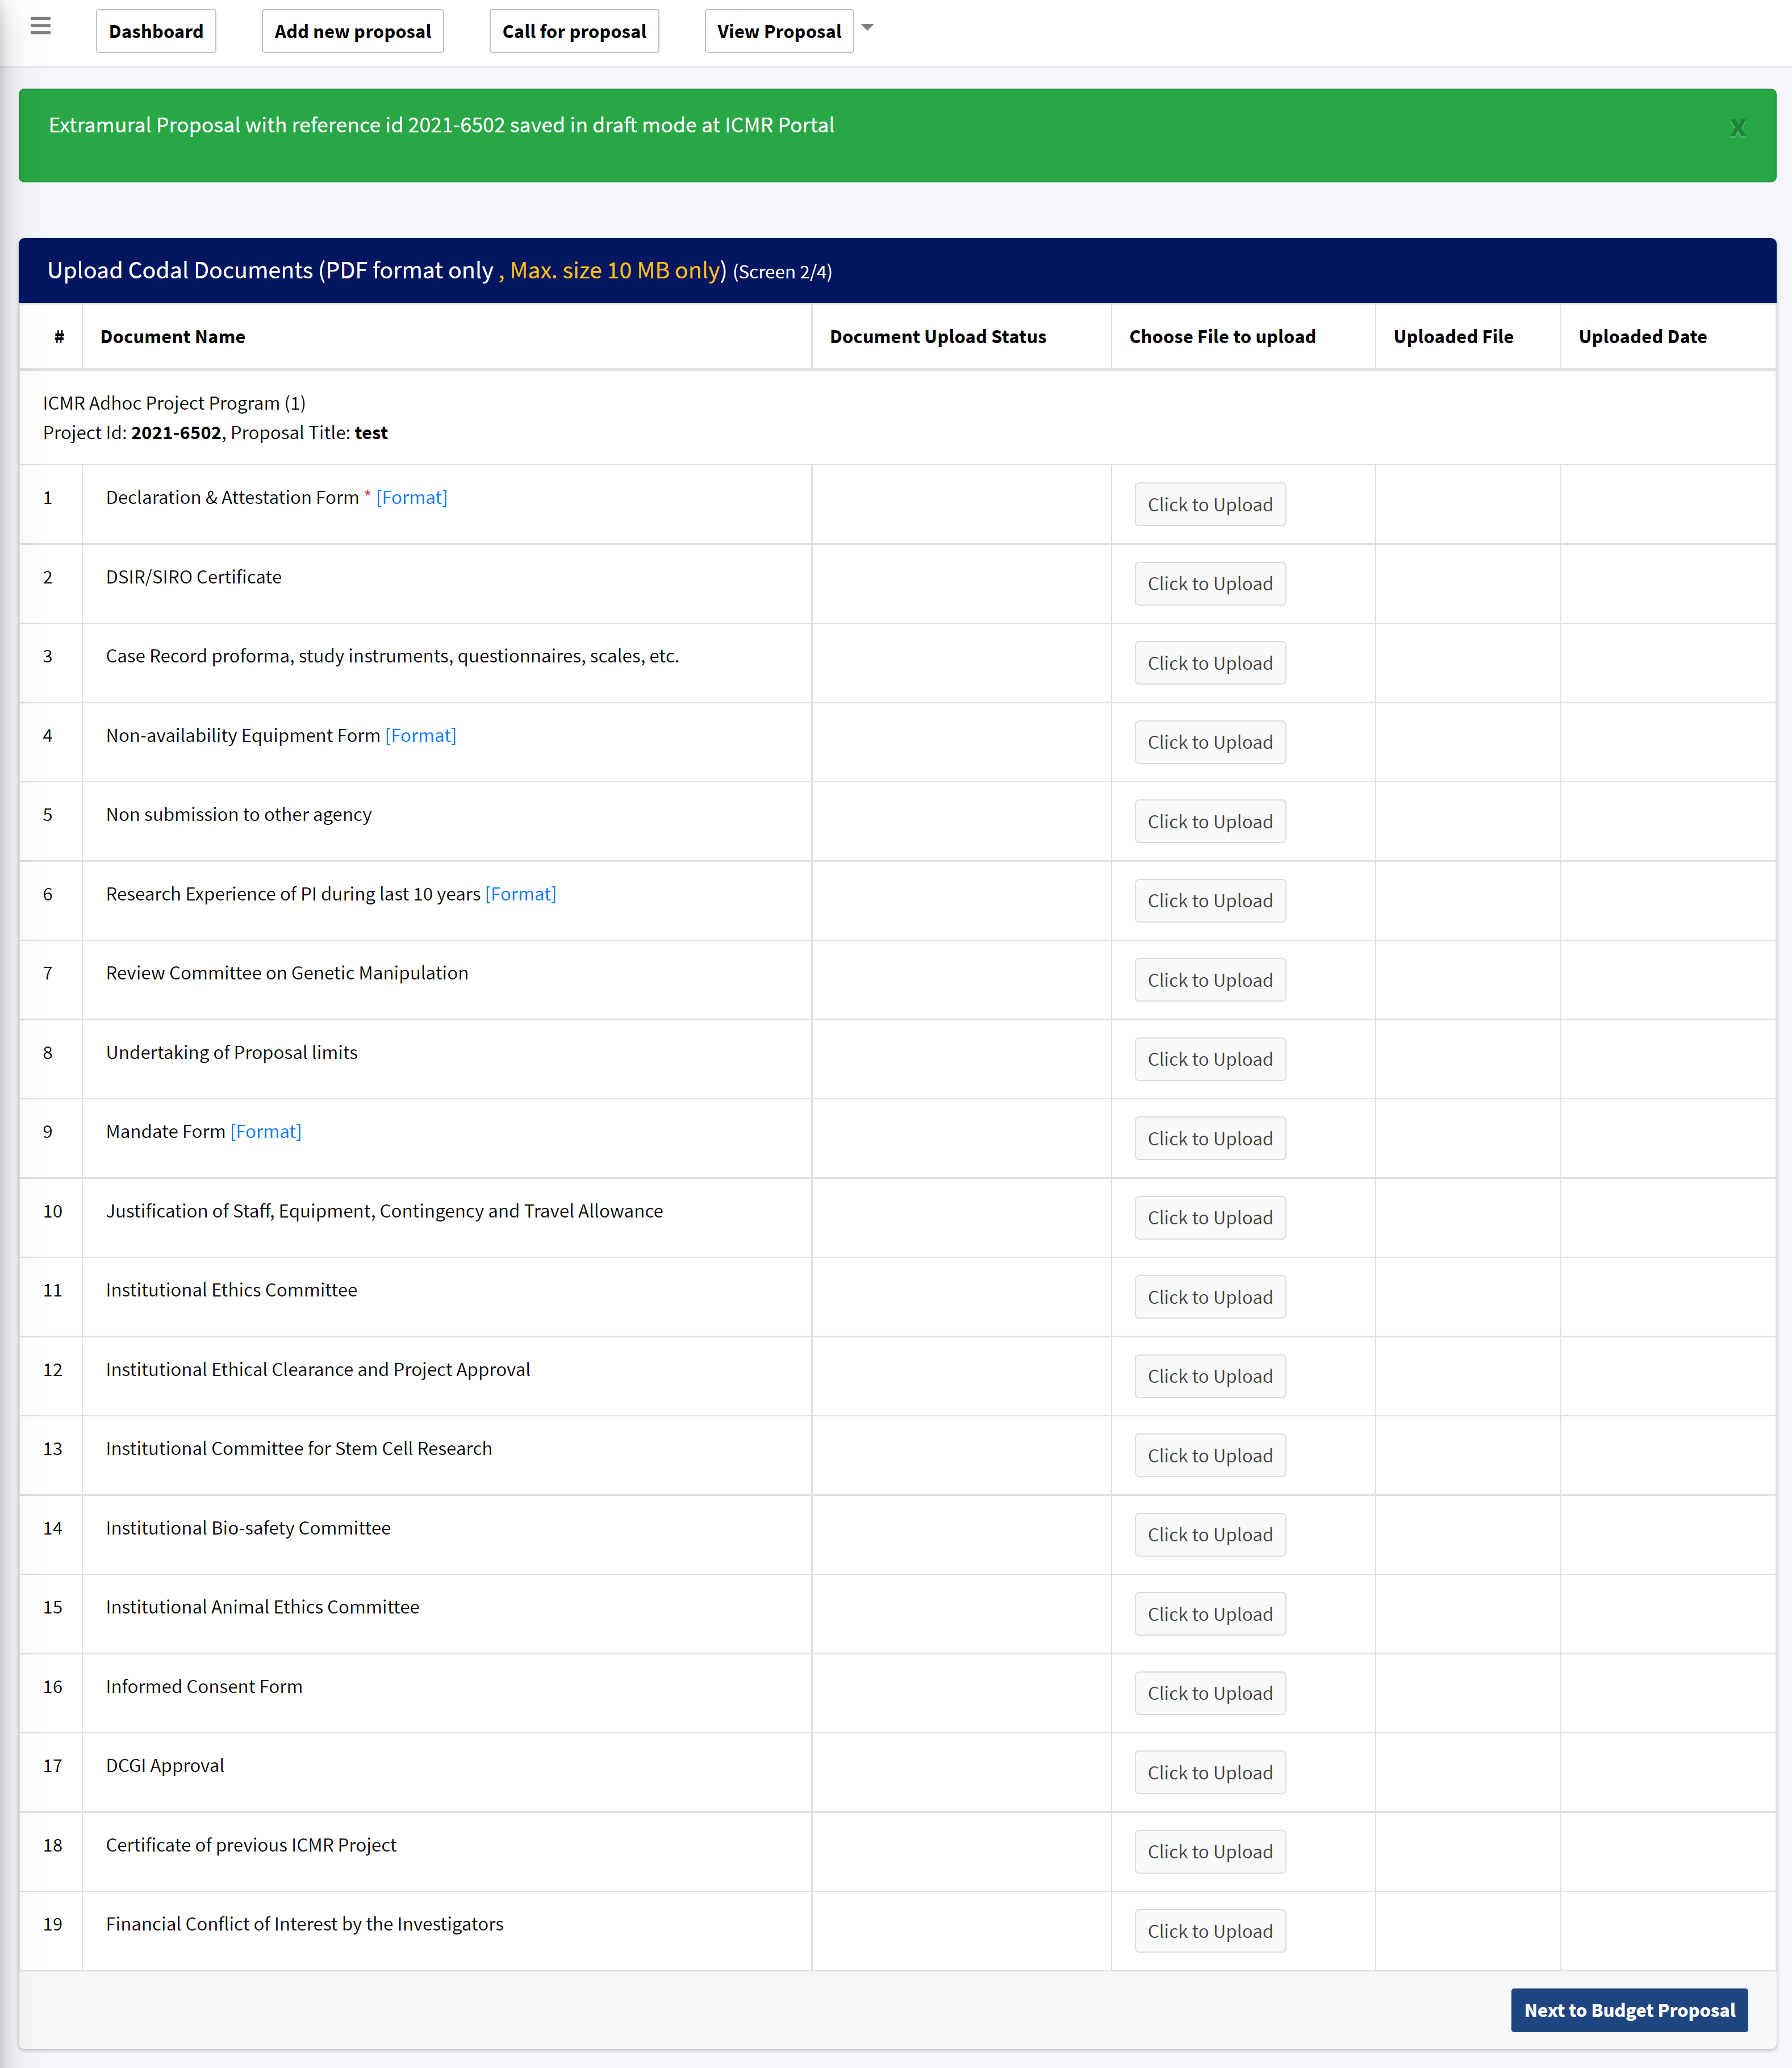 Dashboard Add new proposal Call for proposal View Proposal
Extramural Proposal with reference id 2021-6502 saved in draft mode at ICMR Portal X
Upload Codal Documents (PDF format only , Max. size 10 MB only) (Screen 2/4)
# Document Name Document Upload Status Choose File to upload Uploaded File Uploaded Date
ICMR Adhoc Project Program (1)
Project Id: 2021-6502, Proposal Title: test
1 Declaration & Attestation Form * [Format] Click to Upload
2 DSIR/SIRO Certificate Click to Upload
3 Case Record proforma, study instruments, questionnaires, scales, etc. Click to Upload
4 Non-availability Equipment Form [Format] Click to Upload
5 Non submission to other agency Click to Upload
6 Research Experience of PI during last 10 years [Format] Click to Upload
7 Review Committee on Genetic Manipulation Click to Upload
8 Undertaking of Proposal limits Click to Upload
9 Mandate Form [Format] Click to Upload
10 Justification of Staff, Equipment, Contingency and Travel Allowance Click to Upload
11 Institutional Ethics Committee Click to Upload
12 Institutional Ethical Clearance and Project Approval Click to Upload
13 Institutional Committee for Stem Cell Research Click to Upload
14 Institutional Bio-safety Committee Click to Upload
15 Institutional Animal Ethics Committee Click to Upload
16 Informed Consent Form Click to Upload
17 DCGI Approval Click to Upload
18 Certificate of previous ICMR Project Click to Upload
19 Financial Conflict of Interest by the Investigators Click to Upload
Next to Budget Proposal